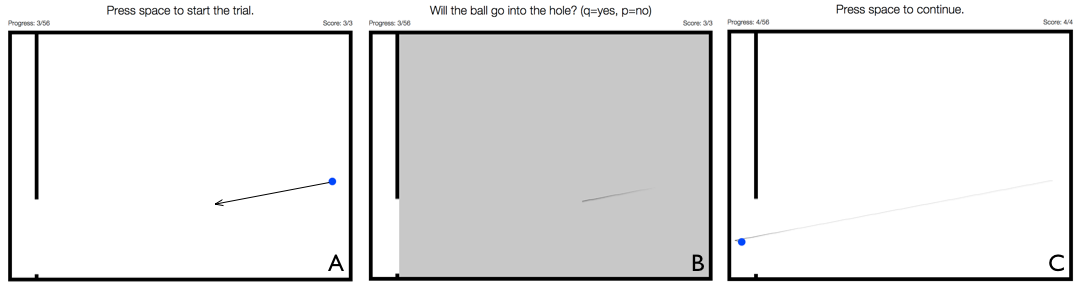 Press space to start the trial.
Progress: 3/56
Score: 3/3
A
Will the ball go into the hole? (q=yes, p=no)
Progress: 3/56
Score: 3/3
B
Press space to continue.
Progress: 4/56
Score: 4/4
C